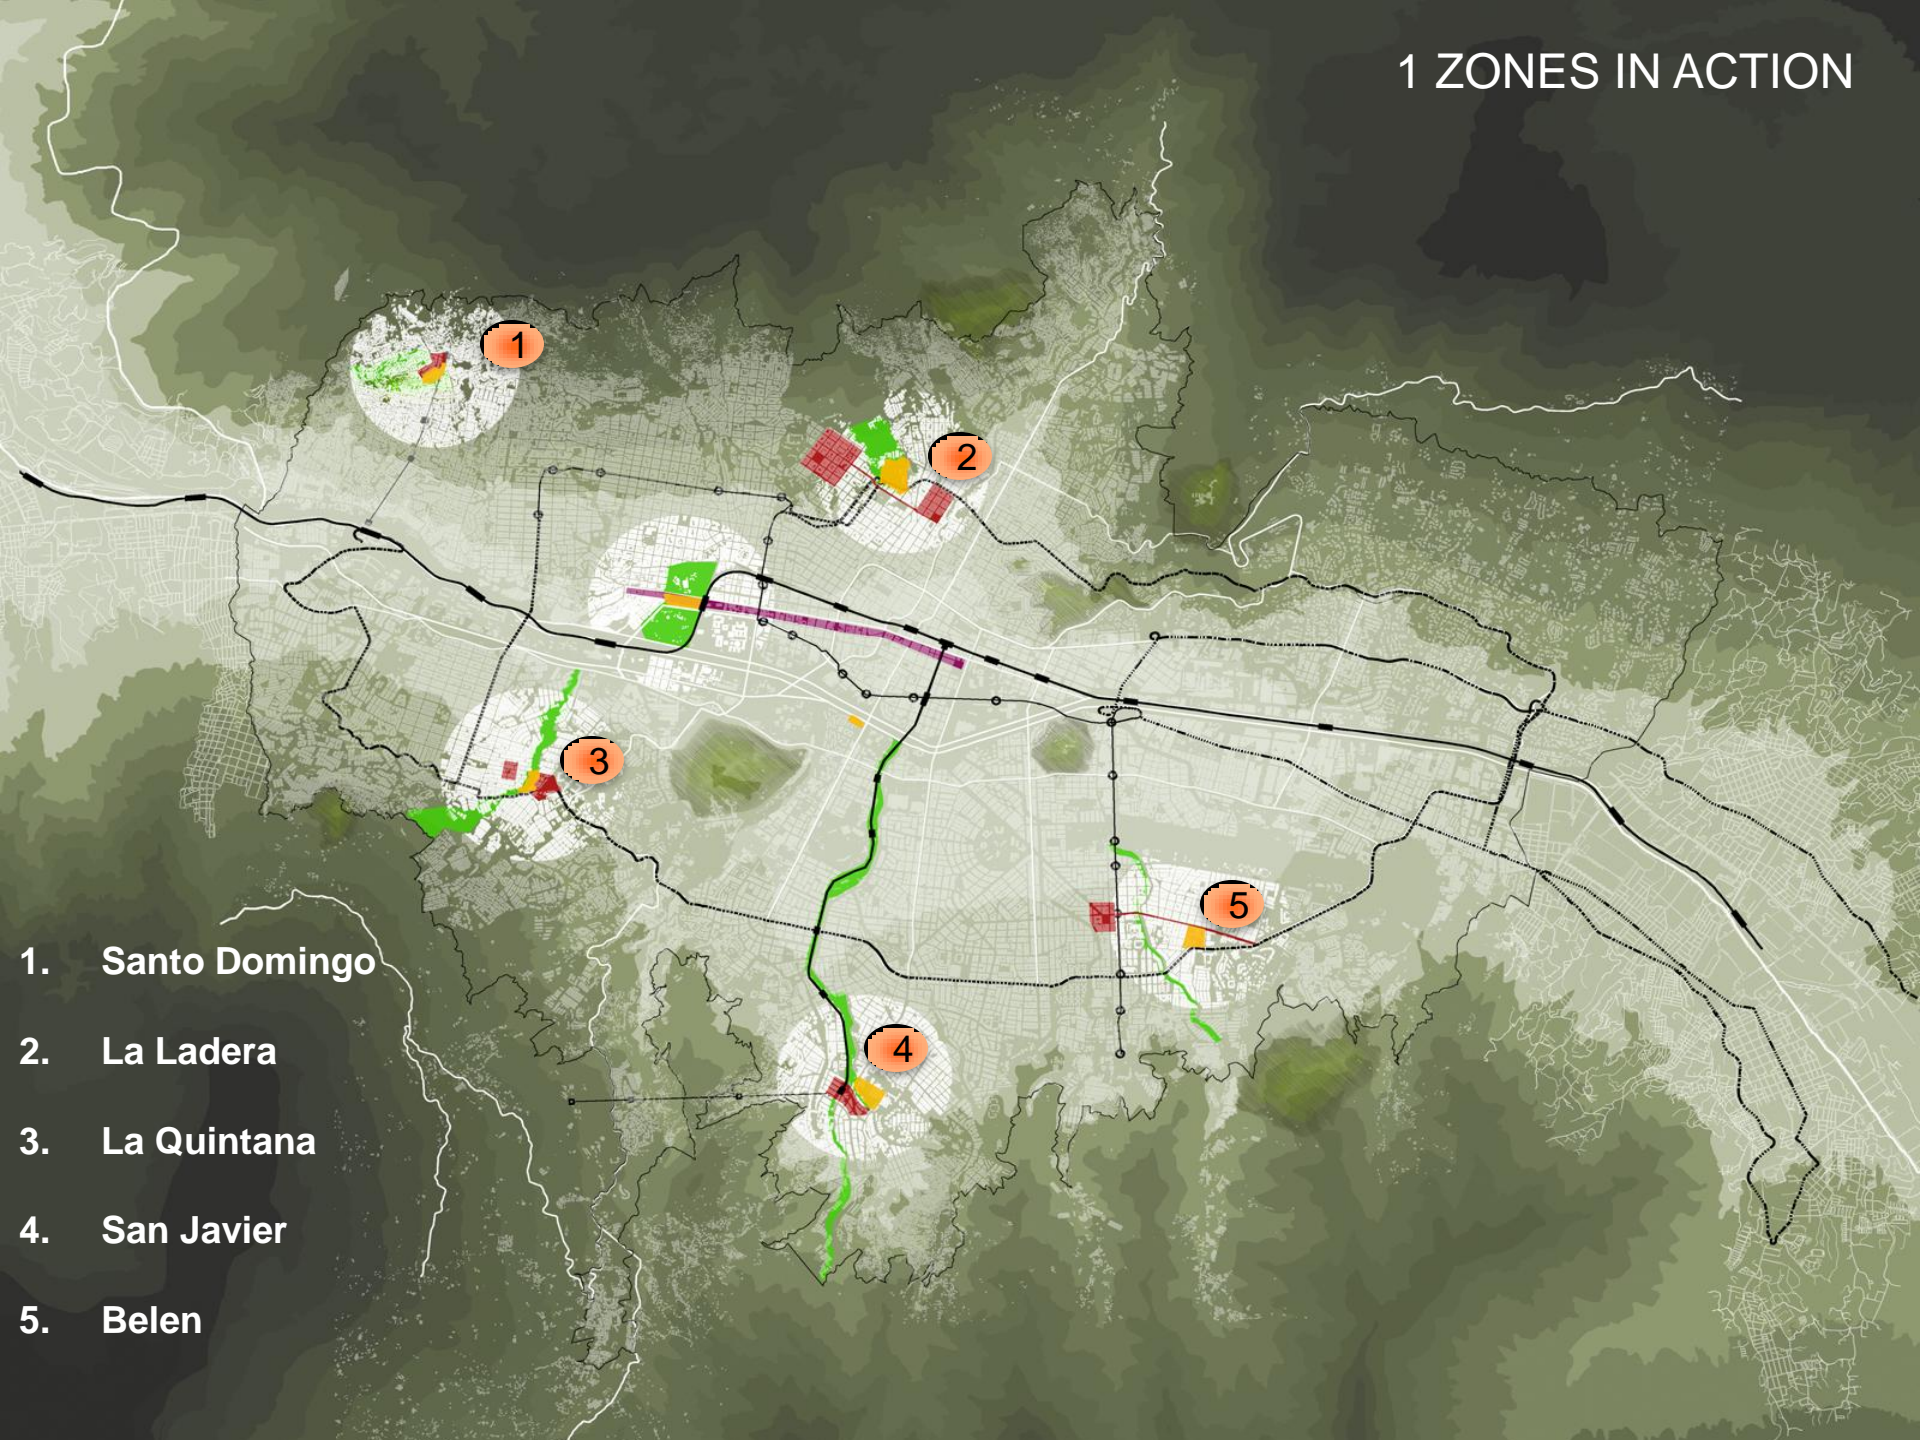 1 ZONES IN ACTION
1
2
3
5
4
1. Santo Domingo
2. La Ladera
3. La Quintana
4. San Javier
5. Belen